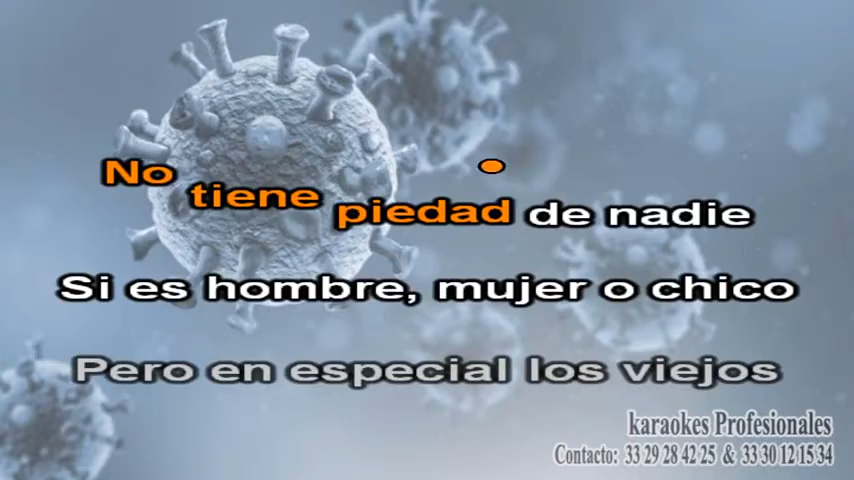 No tiene piedad de nadie
Si es hombre, mujer o chico
Pero en especial los viejos
karaokes Profesionales
Contacto: 33 29 28 42 25 & 33 30 12 15 34